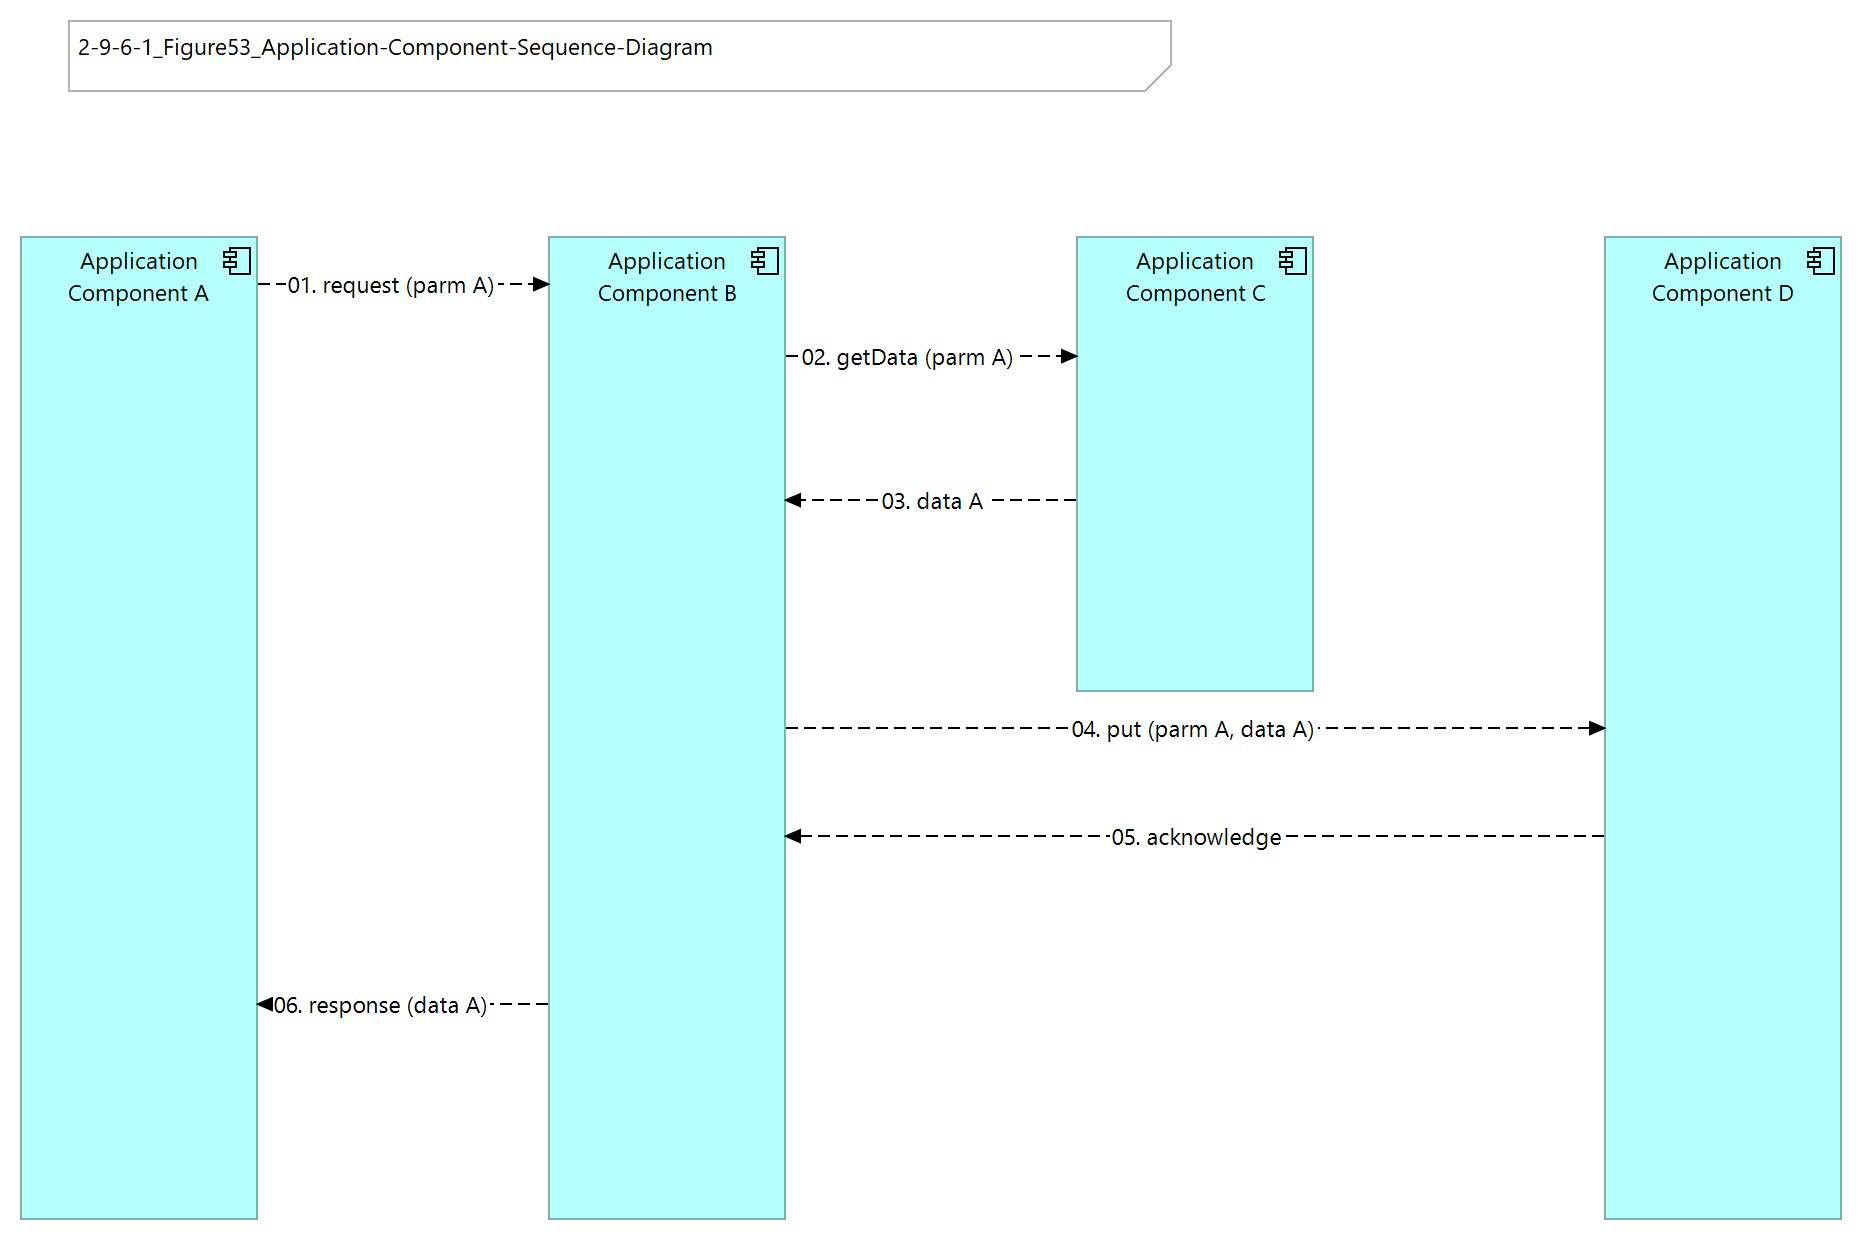 2-9-6-1_Figure53_Application-Component-Sequence-Diagram
Application
Component A
Application
Component B
Application
Component C
Application
Component D
01. request (parm A)
02. getData (parm A)
03. data A
04. put (parm A, data A)
05. acknowledge
06. response (data A)